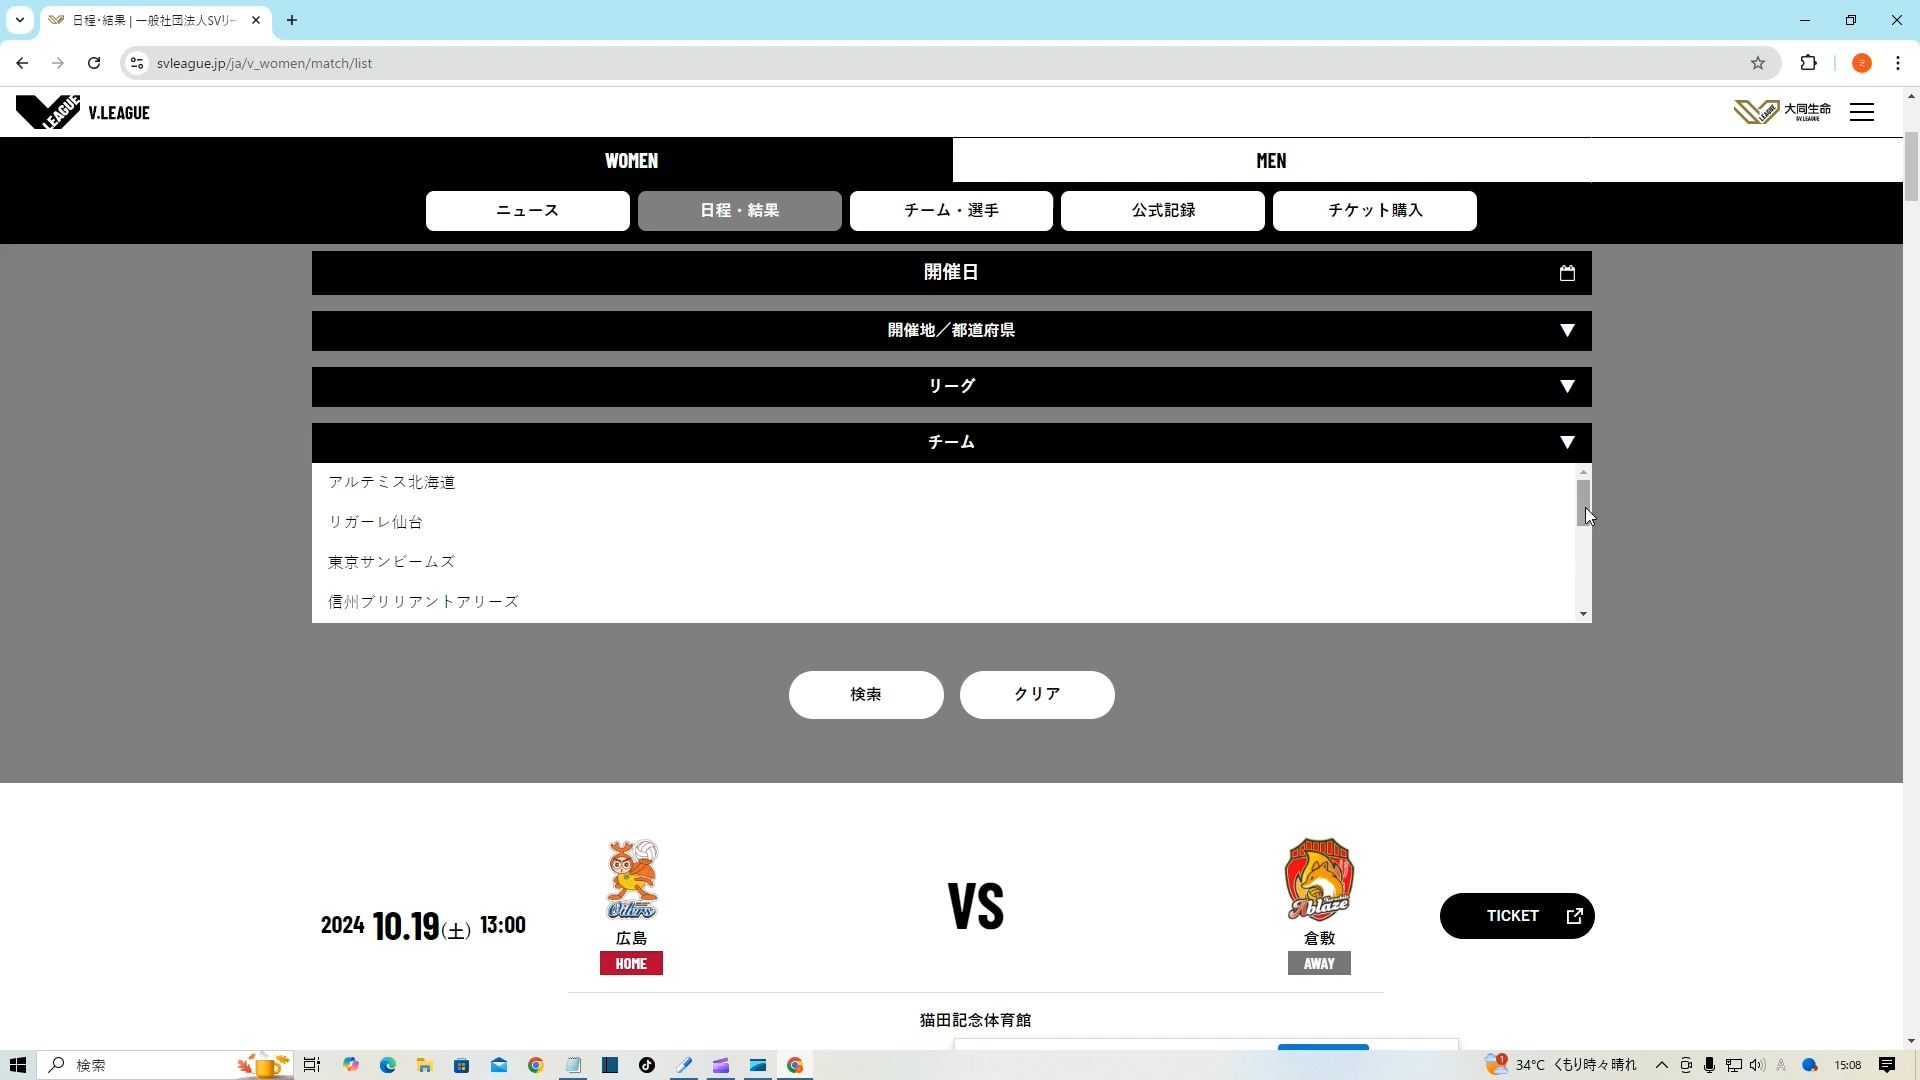 日程・結果 | 一般社団法人SVリー
svleague.jp/ja/v_women/match/list
LEAGUE
V.LEAGUE
LEAGUE
大同生命
SV.LEAGUE
WOMEN
MEN
ニュース
日程・結果
チーム・選手
公式記録
チケット購入
開催日
開催地／都道府県
リーグ
チーム
アルテミス北海道
リガーレ仙台
東京サンビームズ
信州ブリリアントアリーズ
検索
クリア
2024 10.19(土) 13:00
Oilers
広島
HOME
VS
Ablaze
倉敷
AWAY
TICKET
猫田記念体育館
検索
1
34°C くもり時々晴れ
A
15:08